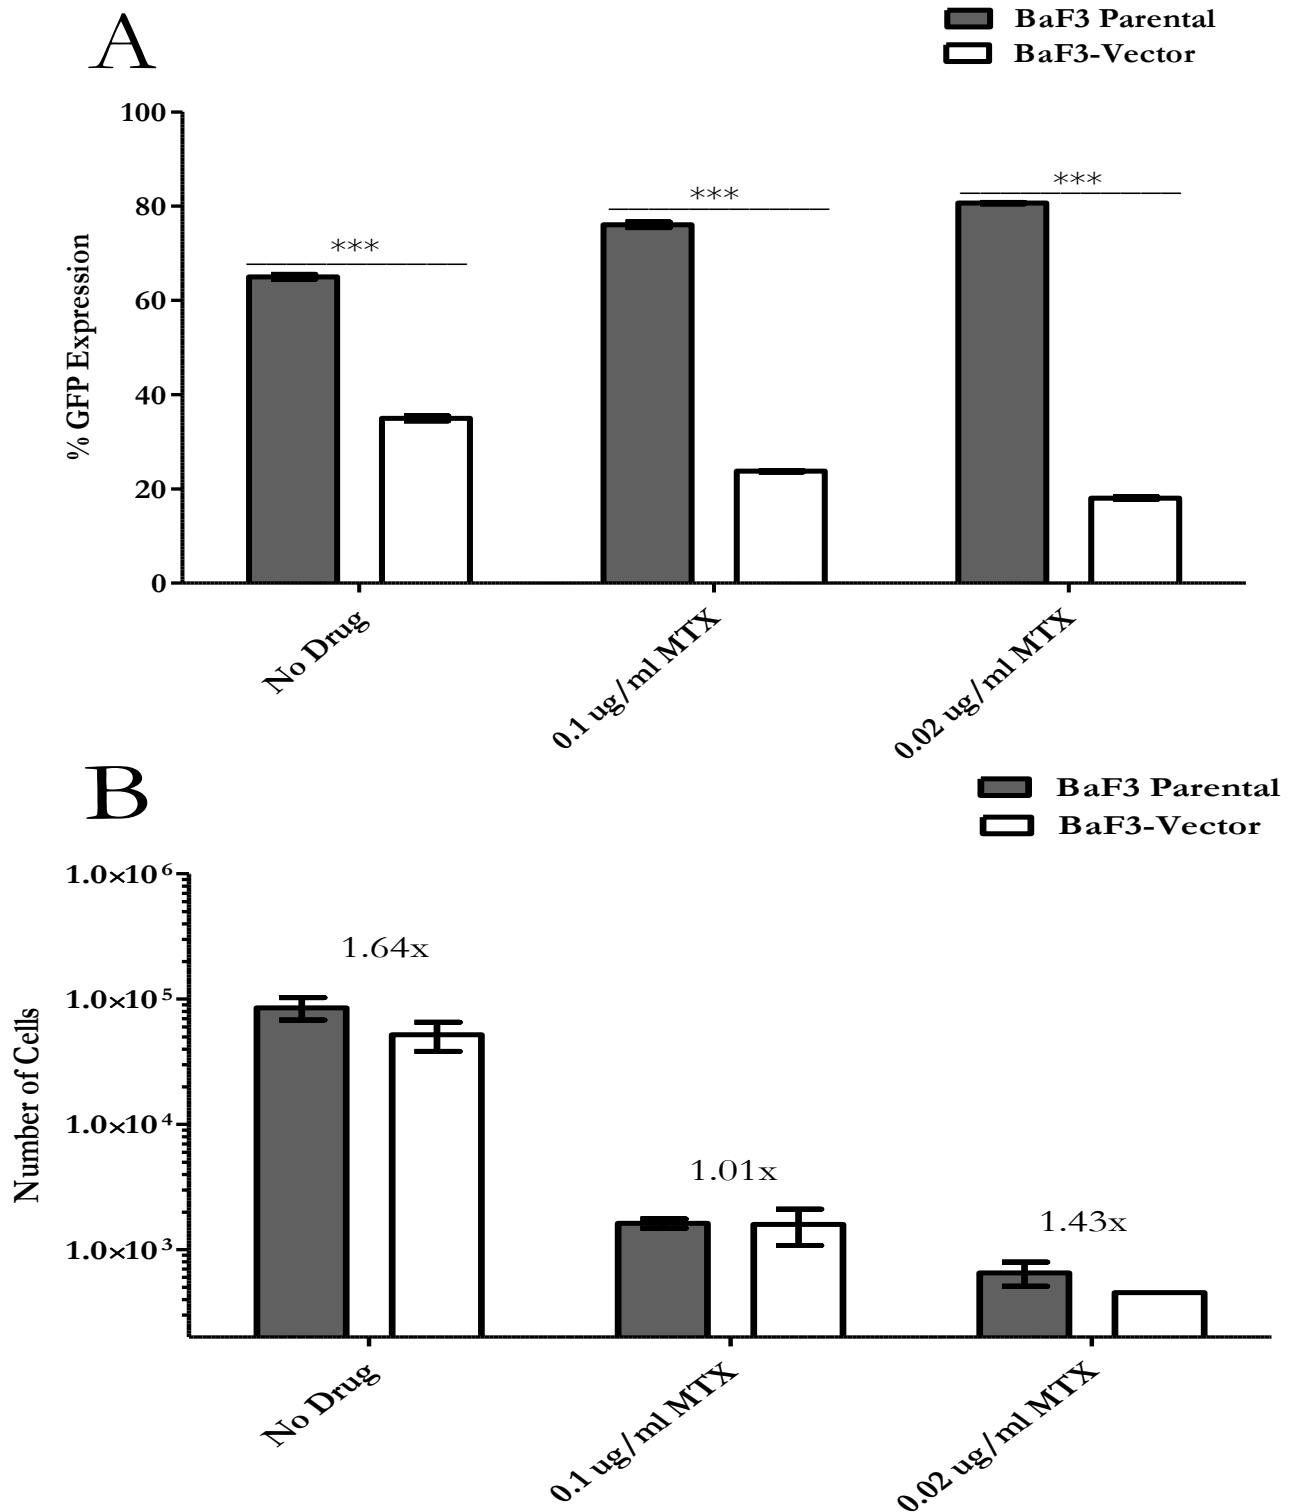 A
BaF3 Parental
BaF3-Vector
100
80
60
40
20
0
% GFP Expression
***
***
***
No Drug
0.1 ug/ml MTX
0.02 ug/ml MTX
B
BaF3 Parental
BaF3-Vector
1.0×10⁶
1.0×10⁵
1.0×10⁴
1.0×10³
Number of Cells
1.64x
1.01x
1.43x
No Drug
0.1 ug/ml MTX
0.02 ug/ml MTX